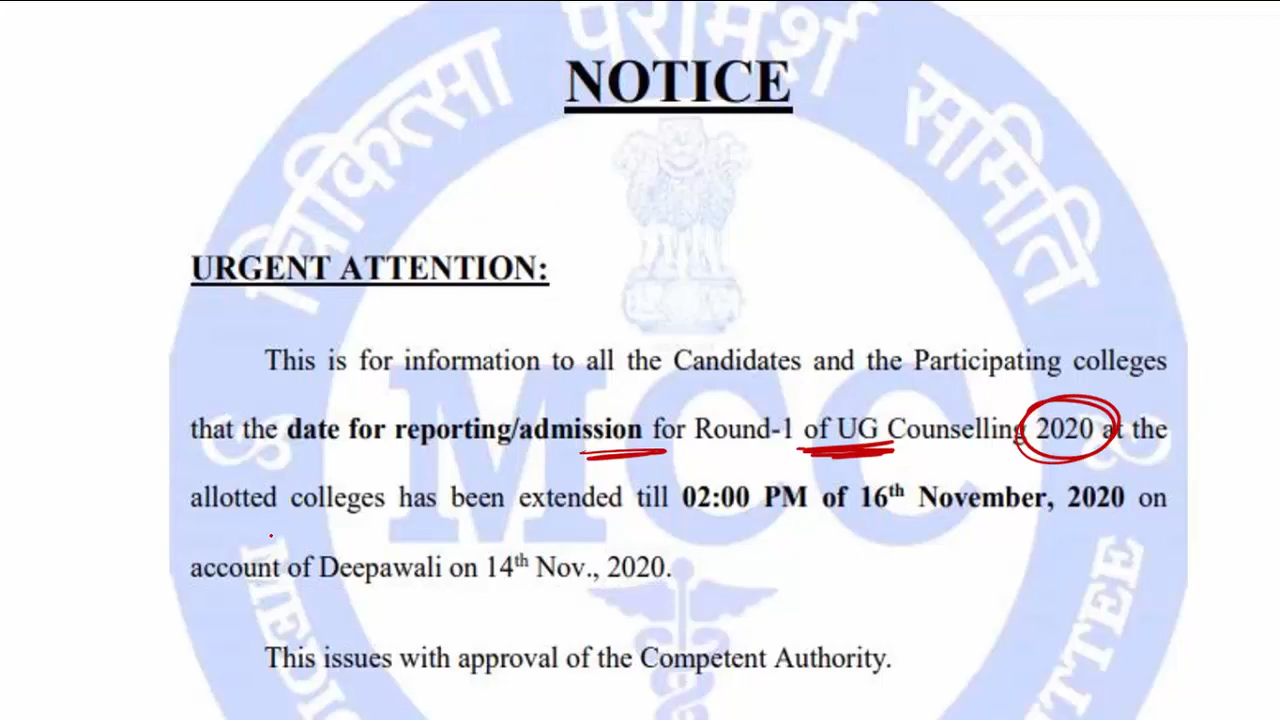 चिकित्सा परामर्श समिति
NOTICE
URGENT ATTENTION:
This is for information to all the Candidates and the Participating colleges
that the date for reporting/admission for Round-1 of UG Counselling 2020 at the
allotted colleges has been extended till 02:00 PM of 16th November, 2020 on
account of Deepawali on 14th Nov., 2020.
This issues with approval of the Competent Authority.
MCC